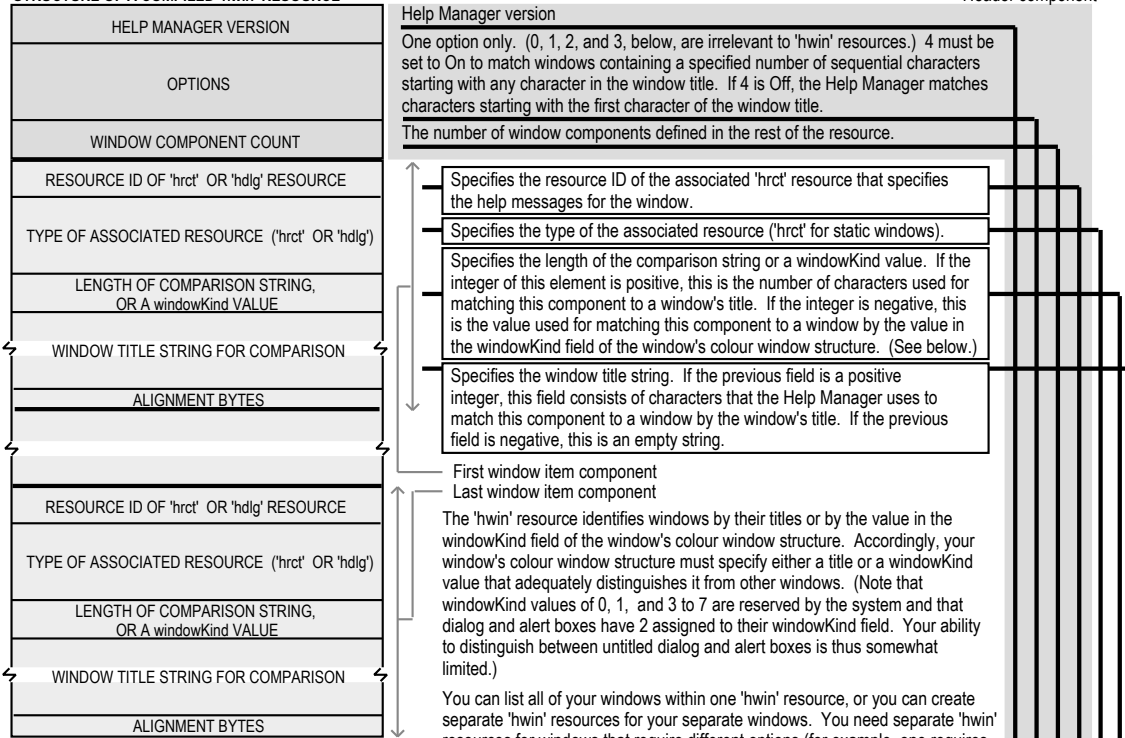 HELP MANAGER VERSION
OPTIONS
WINDOW COMPONENT COUNT
RESOURCE ID OF 'hrct' OR 'hdlg' RESOURCE
TYPE OF ASSOCIATED RESOURCE ('hrct' OR 'hdlg')
LENGTH OF COMPARISON STRING,
OR A windowKind VALUE
WINDOW TITLE STRING FOR COMPARISON
ALIGNMENT BYTES
RESOURCE ID OF 'hrct' OR 'hdlg' RESOURCE
TYPE OF ASSOCIATED RESOURCE ('hrct' OR 'hdlg')
LENGTH OF COMPARISON STRING,
OR A windowKind VALUE
WINDOW TITLE STRING FOR COMPARISON
ALIGNMENT BYTES
Header component
Help Manager version
One option only. (0, 1, 2, and 3, below, are irrelevant to 'hwin' resources.) 4 must be
set to On to match windows containing a specified number of sequential characters
starting with any character in the window title. If 4 is Off, the Help Manager matches
characters starting with the first character of the window title.
The number of window components defined in the rest of the resource.
Specifies the resource ID of the associated 'hrct' resource that specifies
the help messages for the window.
Specifies the type of the associated resource ('hrct' for static windows).
Specifies the length of the comparison string or a windowKind value. If the
integer of this element is positive, this is the number of characters used for
matching this component to a window's title. If the integer is negative, this
is the value used for matching this component to a window by the value in
the windowKind field of the window's colour window structure. (See below.)
Specifies the window title string. If the previous field is a positive
integer, this field consists of characters that the Help Manager uses to
match this component to a window by the window's title. If the previous
field is negative, this is an empty string.
First window item component
Last window item component
The 'hwin' resource identifies windows by their titles or by the value in the
windowKind field of the window's colour window structure. Accordingly, your
window's colour window structure must specify either a title or a windowKind
value that adequately distinguishes it from other windows. (Note that
windowKind values of 0, 1, and 3 to 7 are reserved by the system and that
dialog and alert boxes have 2 assigned to their windowKind field. Your ability
to distinguish between untitled dialog and alert boxes is thus somewhat
limited.)
You can list all of your windows within one 'hwin' resource, or you can create
separate 'hwin' resources for your separate windows. You need separate 'hwin'
resources for windows that require different options (for example, one requires